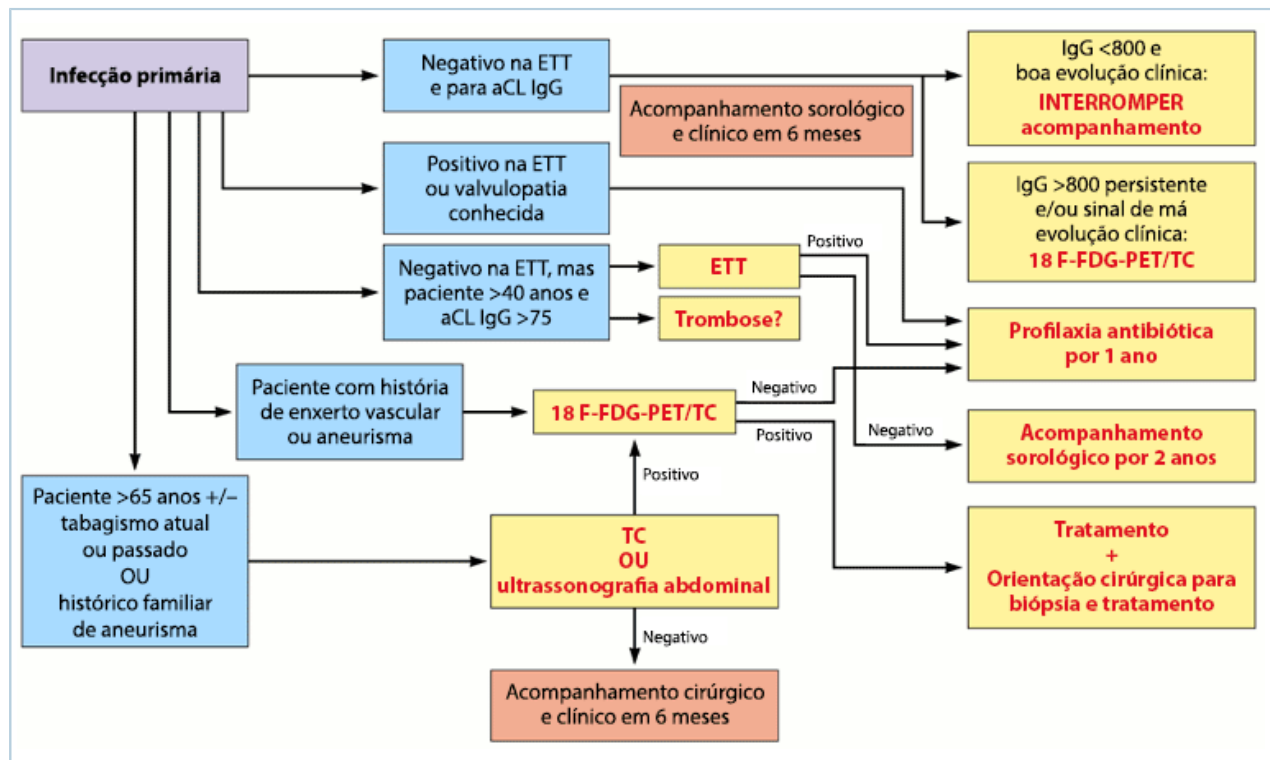 Infecção primária
Negativo na ETT
e para aCL IgG
Acompanhamento sorológico
e clínico em 6 meses
IgG <800 e
boa evolução clínica:
INTERROMPER
acompanhamento
Positivo na ETT
ou valvulopatia
conhecida
IgG >800 persistente
e/ou sinal de má
evolução clínica:
18 F-FDG-PET/TC
Negativo na ETT, mas
paciente >40 anos e
aCL IgG >75
ETT
Trombose?
Positivo
Profilaxia antibiótica
por 1 ano
Paciente com história
de enxerto vascular
ou aneurisma
18 F-FDG-PET/TC
Negativo
Positivo
Negativo
Acompanhamento
sorológico por 2 anos
Paciente >65 anos +/–
tabagismo atual
ou passado
OU
histórico familiar
de aneurisma
Positivo
TC
OU
ultrassonografia abdominal
Negativo
Tratamento
+
Orientação cirúrgica para
biópsia e tratamento
Acompanhamento cirúrgico
e clínico em 6 meses